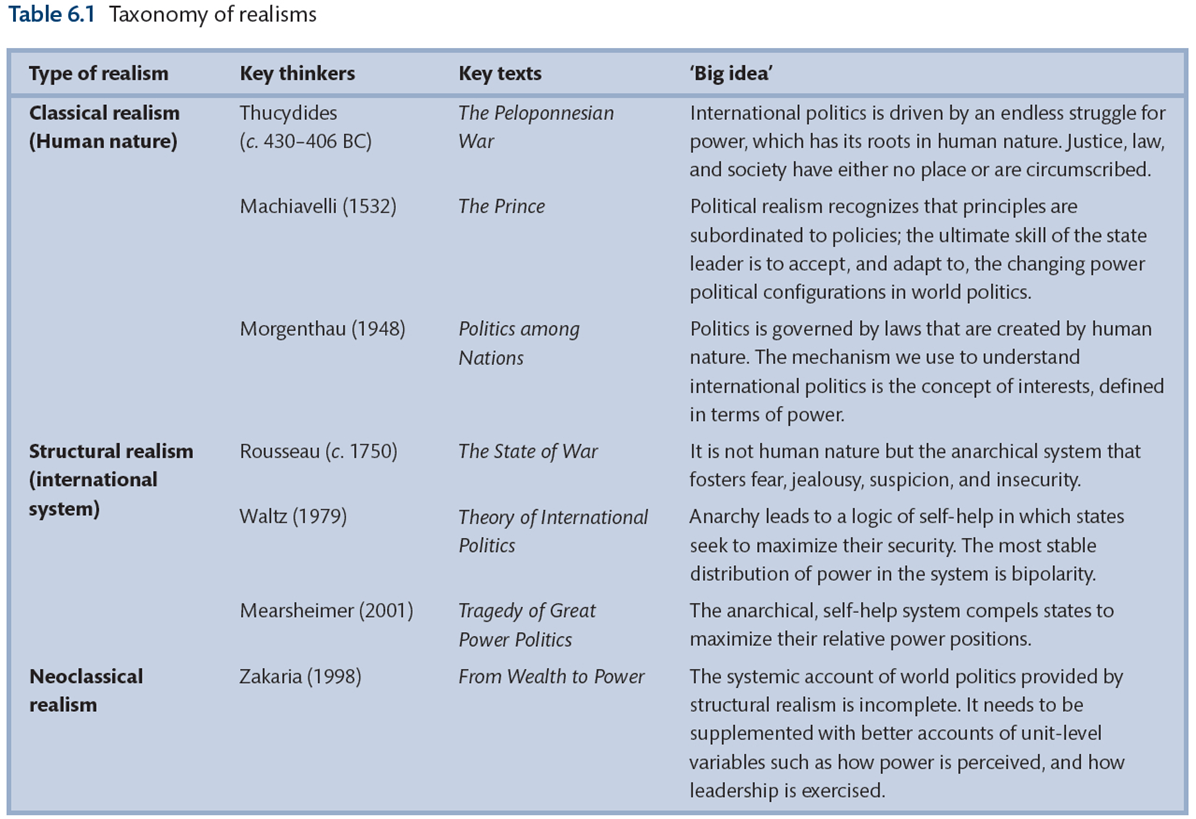 Table 6.1 Taxonomy of realisms
Type of realism
Key thinkers
Key texts
‘Big idea’
Classical realism
(Human nature)
Thucydides
(c. 430–406 BC)
The Peloponnesian
War
International politics is driven by an endless struggle for
power, which has its roots in human nature. Justice, law,
and society have either no place or are circumscribed.
Machiavelli (1532)
The Prince
Political realism recognizes that principles are
subordinated to policies; the ultimate skill of the state
leader is to accept, and adapt to, the changing power
political configurations in world politics.
Morgenthau (1948)
Politics among
Nations
Politics is governed by laws that are created by human
nature. The mechanism we use to understand
international politics is the concept of interests, defined
in terms of power.
Structural realism
(international
system)
Rousseau (c. 1750)
The State of War
It is not human nature but the anarchical system that
fosters fear, jealousy, suspicion, and insecurity.
Waltz (1979)
Theory of International
Politics
Anarchy leads to a logic of self-help in which states
seek to maximize their security. The most stable
distribution of power in the system is bipolarity.
Mearsheimer (2001)
Tragedy of Great
Power Politics
The anarchical, self-help system compels states to
maximize their relative power positions.
Neoclassical
realism
Zakaria (1998)
From Wealth to Power
The systemic account of world politics provided by
structural realism is incomplete. It needs to be
supplemented with better accounts of unit-level
variables such as how power is perceived, and how
leadership is exercised.